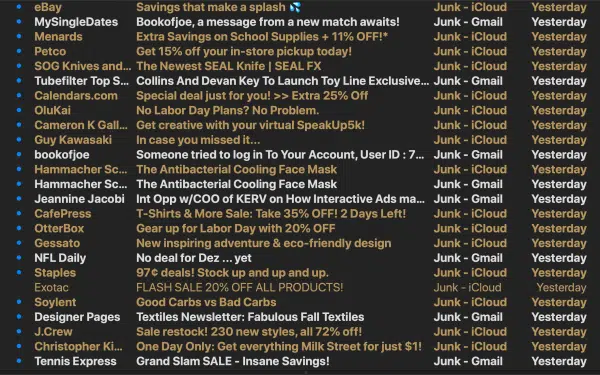 eBay Savings that make a splash 💦 Junk - iCloud Yesterday
MySingleDates Bookofjoe, a message from a new match awaits! Junk - Gmail Yesterday
Menards Extra Savings on School Supplies + 11% OFF!* Junk - iCloud Yesterday
Petco Get 15% off your in-store pickup today! Junk - iCloud Yesterday
SOG Knives and... The Newest SEAL Knife | SEAL FX Junk - iCloud Yesterday
Tubefilter Top S... Collins And Devan Key To Launch Toy Line Exclusive... Junk - Gmail Yesterday
Calendars.com Special deal just for you! >> Extra 25% Off Junk - iCloud Yesterday
OluKai No Labor Day Plans? No Problem. Junk - iCloud Yesterday
Cameron K Gall... Get creative with your virtual SpeakUp5k! Junk - iCloud Yesterday
Guy Kawasaki In case you missed it... Junk - iCloud Yesterday
bookofjoe Someone tried to log in To Your Account, User ID : 7... Junk - Gmail Yesterday
Hammacher Sc... The Antibacterial Cooling Face Mask Junk - iCloud Yesterday
Hammacher Sc... The Antibacterial Cooling Face Mask Junk - Gmail Yesterday
Jeannine Jacobi Int Opp w/COO of KERV on How Interactive Ads ma... Junk - Gmail Yesterday
CafePress T-Shirts & More Sale: Take 35% OFF! 2 Days Left! Junk - iCloud Yesterday
OtterBox Gear up for Labor Day with 20% OFF Junk - iCloud Yesterday
Gessato New inspiring adventure & eco-friendly design Junk - iCloud Yesterday
NFL Daily No deal for Dez ... yet Junk - Gmail Yesterday
Staples 97¢ deals! Stock up and up and up. Junk - iCloud Yesterday
Exotac FLASH SALE 20% OFF ALL PRODUCTS! Junk - iCloud Yesterday
Soylent Good Carbs vs Bad Carbs Junk - iCloud Yesterday
Designer Pages Textiles Newsletter: Fabulous Fall Textiles Junk - Gmail Yesterday
J.Crew Sale restock! 230 new styles, all 72% off! Junk - iCloud Yesterday
Christopher Ki... One Day Only: Get everything Milk Street for just $1! Junk - iCloud Yesterday
Tennis Express Grand Slam SALE - Insane Savings! Junk - Gmail Yesterday